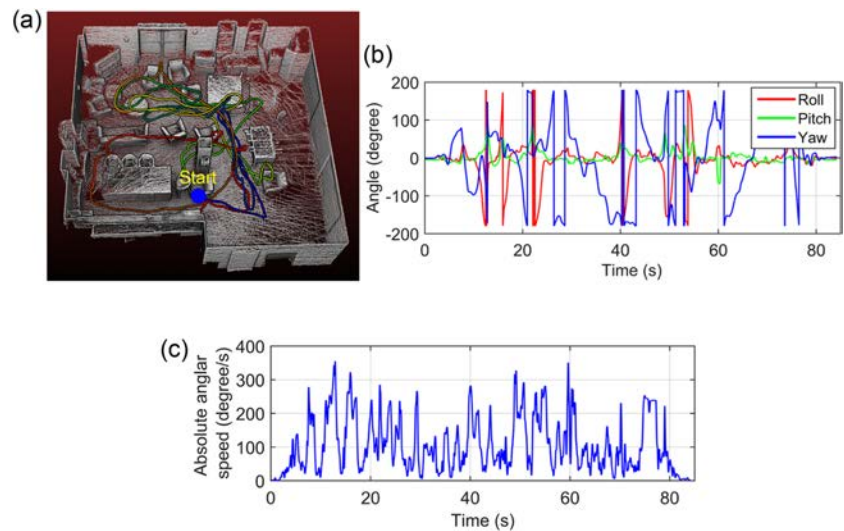 (a)
Start
(b)
Angle (degree)
200
100
0
-100
-200
0 20 40 60 80
Time (s)
Roll
Pitch
Yaw
(c)
Absolute anglar
speed (degree/s)
400
300
200
100
0
0 20 40 60 80
Time (s)